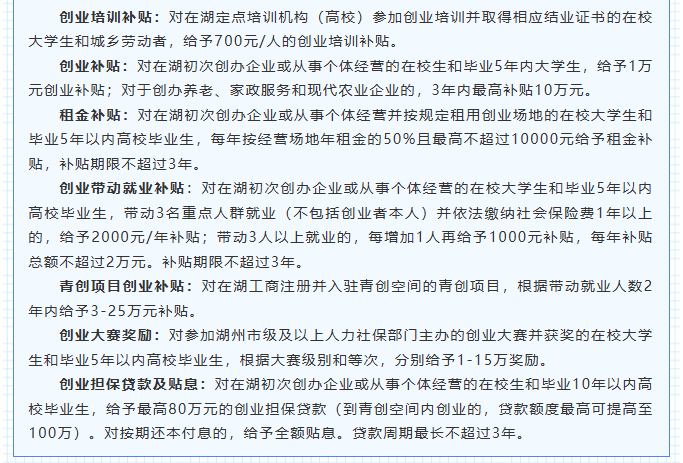 创业培训补贴：对在湖定点培训机构（高校）参加创业培训并取得相应结业证书的在校
大学生和城乡劳动者，给予700元/人的创业培训补贴。
创业补贴：对在湖初次创办企业或从事个体经营的在校生和毕业5年内大学生，给予1万
元创业补贴；对于创办养老、家政服务和现代农业企业的，3年内最高补贴10万元。
租金补贴：对在湖初次创办企业或从事个体经营并按规定租用创业场地的在校大学生和
毕业5年以内高校毕业生，每年按经营场地年租金的50%且最高不超过10000元给予租金补
贴，补贴期限不超过3年。
创业带动就业补贴：对在湖初次创办企业或从事个体经营的在校大学生和毕业5年以内
高校毕业生，带动3名重点人群就业（不包括创业者本人）并依法缴纳社会保险费1年以上
的，给予2000元/年补贴；带动3人以上就业的，每增加1人再给予1000元补贴，每年补贴
总额不超过2万元。补贴期限不超过3年。
青创项目创业补贴：对在湖工商注册并入驻青创空间的青创项目，根据带动就业人数2
年内给予3-25万元补贴。
创业大赛奖励：对参加湖州市级及以上人力社保部门主办的创业大赛并获奖的在校大学
生和毕业5年以内高校毕业生，根据大赛级别和等次，分别给予1-15万奖励。
创业担保贷款及贴息：对在湖初次创办企业或从事个体经营的在校生和毕业10年以内高
校毕业生，给予最高80万元的创业担保贷款（到青创空间内创业的，贷款额度最高可提高至
100万）。对按期还本付息的，给予全额贴息。贷款周期最长不超过3年。